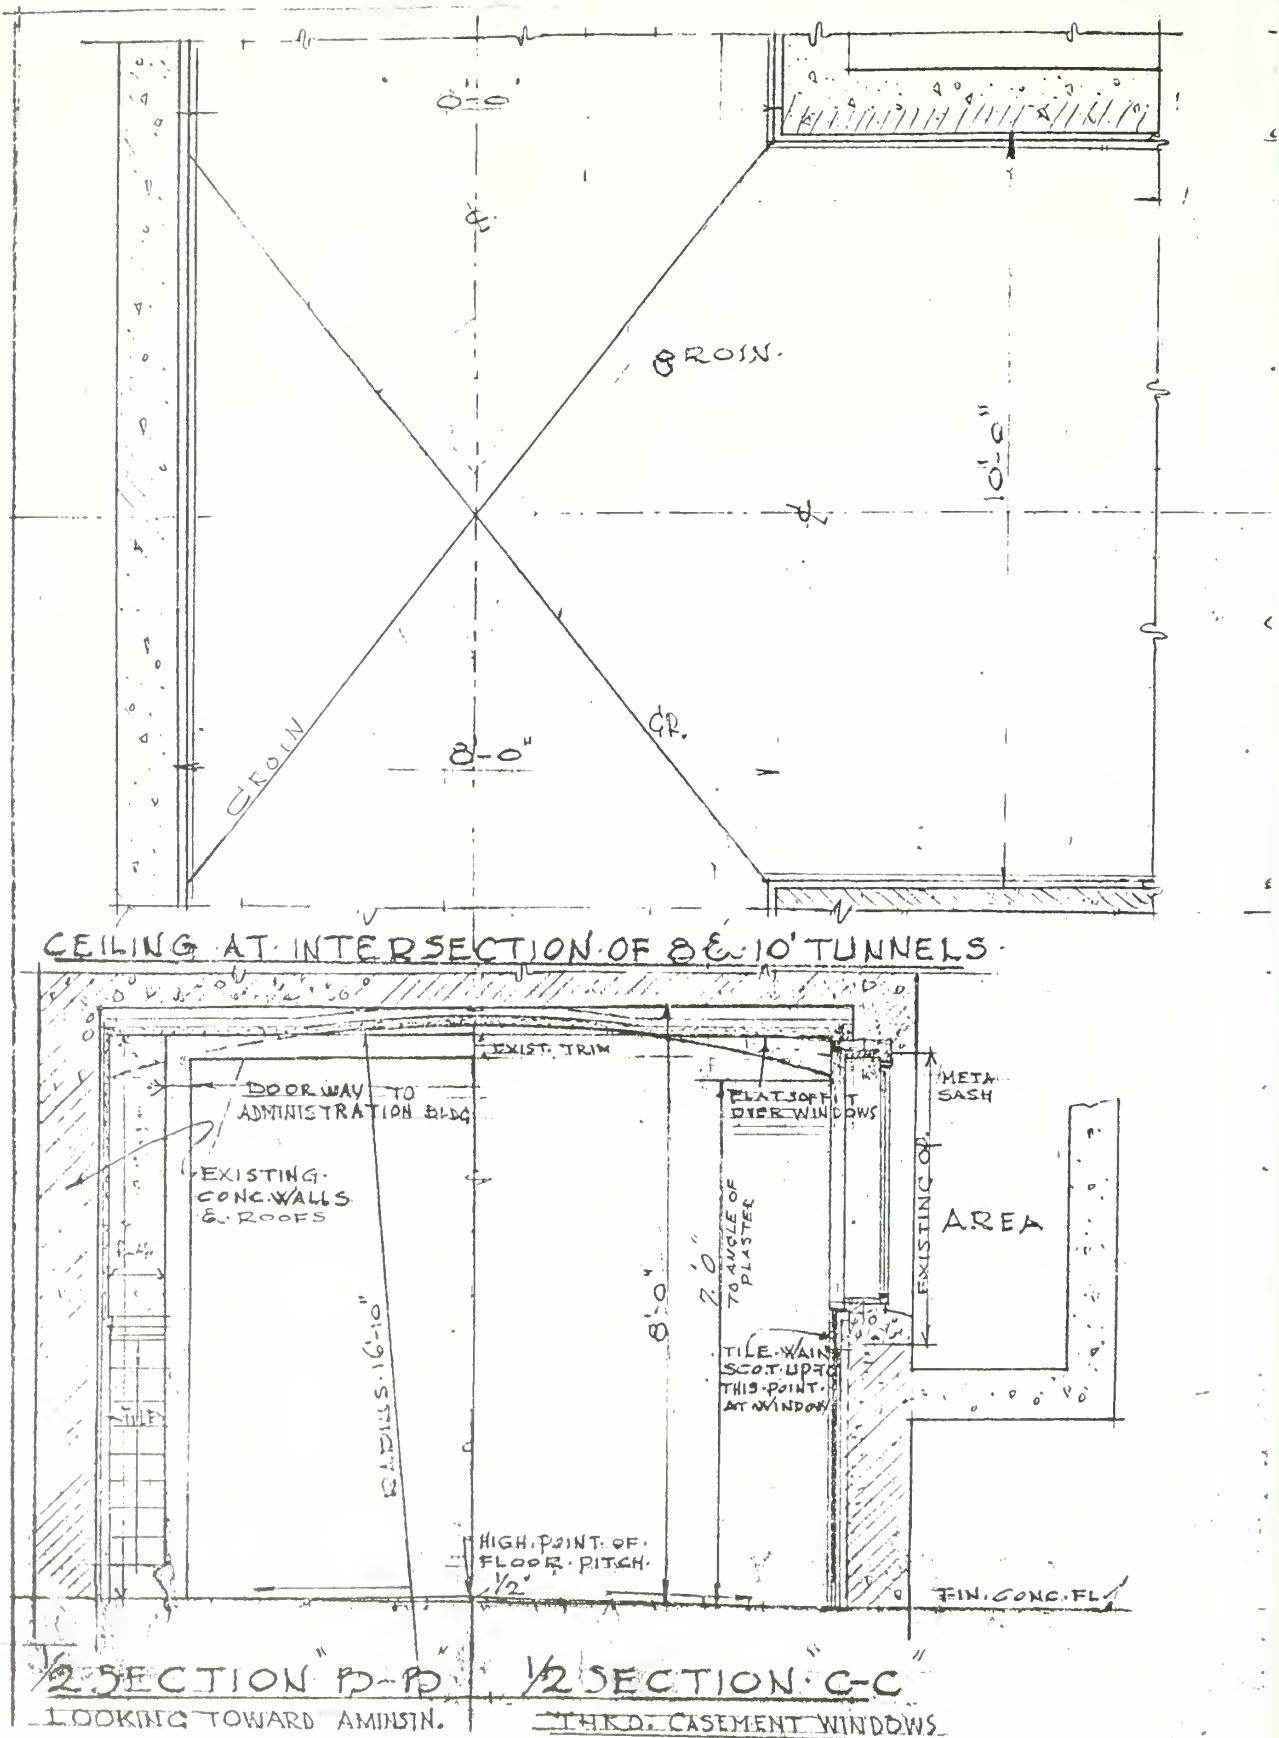 8'-0"
GROIN.
10'-0"
GROIN
GR.
8'-0"
CEILING AT INTERSECTION OF 8 & 10' TUNNELS.
EXIST. TRIM
DOORWAY TO
ADMINISTRATION BLDG
FLAT SOFFIT
OVER WINDOWS
META
SASH
EXISTING
CONC. WALLS
& ROOFS
EXISTING OP.
AREA
7'-0"
TO ANGLE OF
PLASTER
8'-0"
RADIUS. 16'-10"
TILE
TILE WAIN
SCOT UP TO
THIS POINT.
AT WINDOW
HIGH POINT OF
FLOOR PITCH.
1/2"
FIN. CONC. FL.
1/2 SECTION "B-B"
LOOKING TOWARD AMINSTN.
1/2 SECTION "C-C"
THRO. CASEMENT WINDOWS